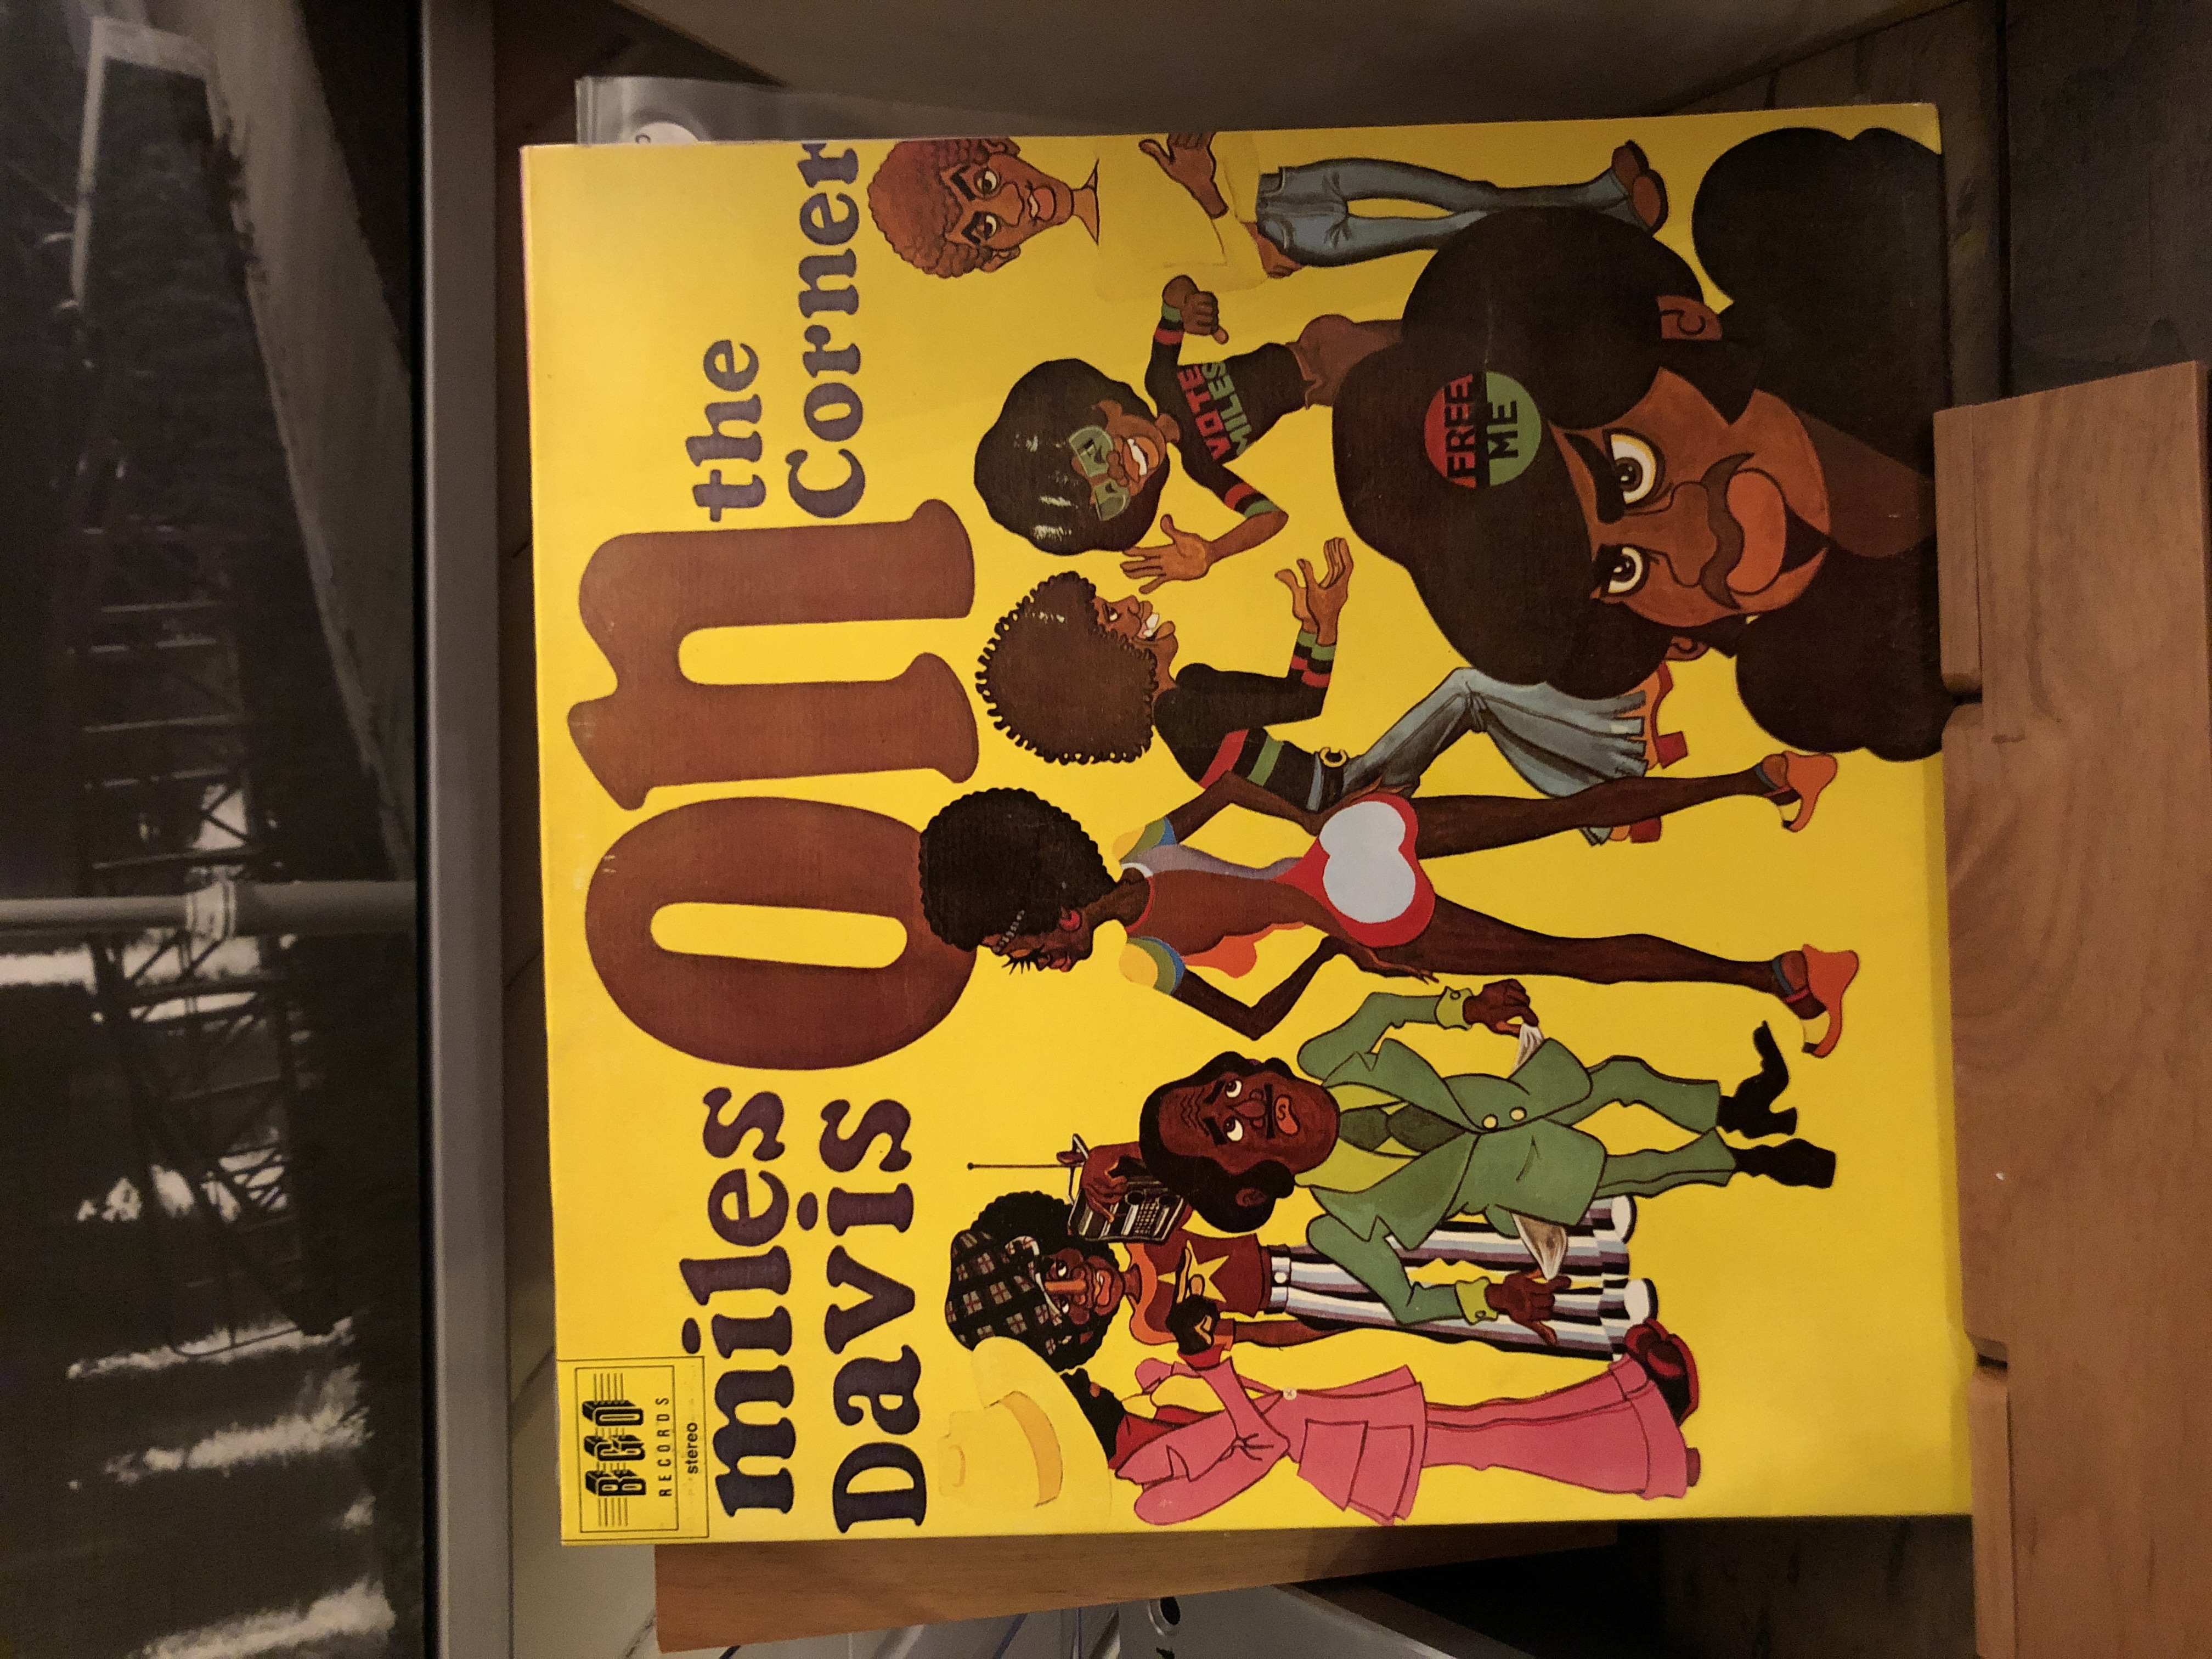 BGO
RECORDS
stereo
miles
Davis
on
the
Corner
VOTE
MILES
FREE
ME